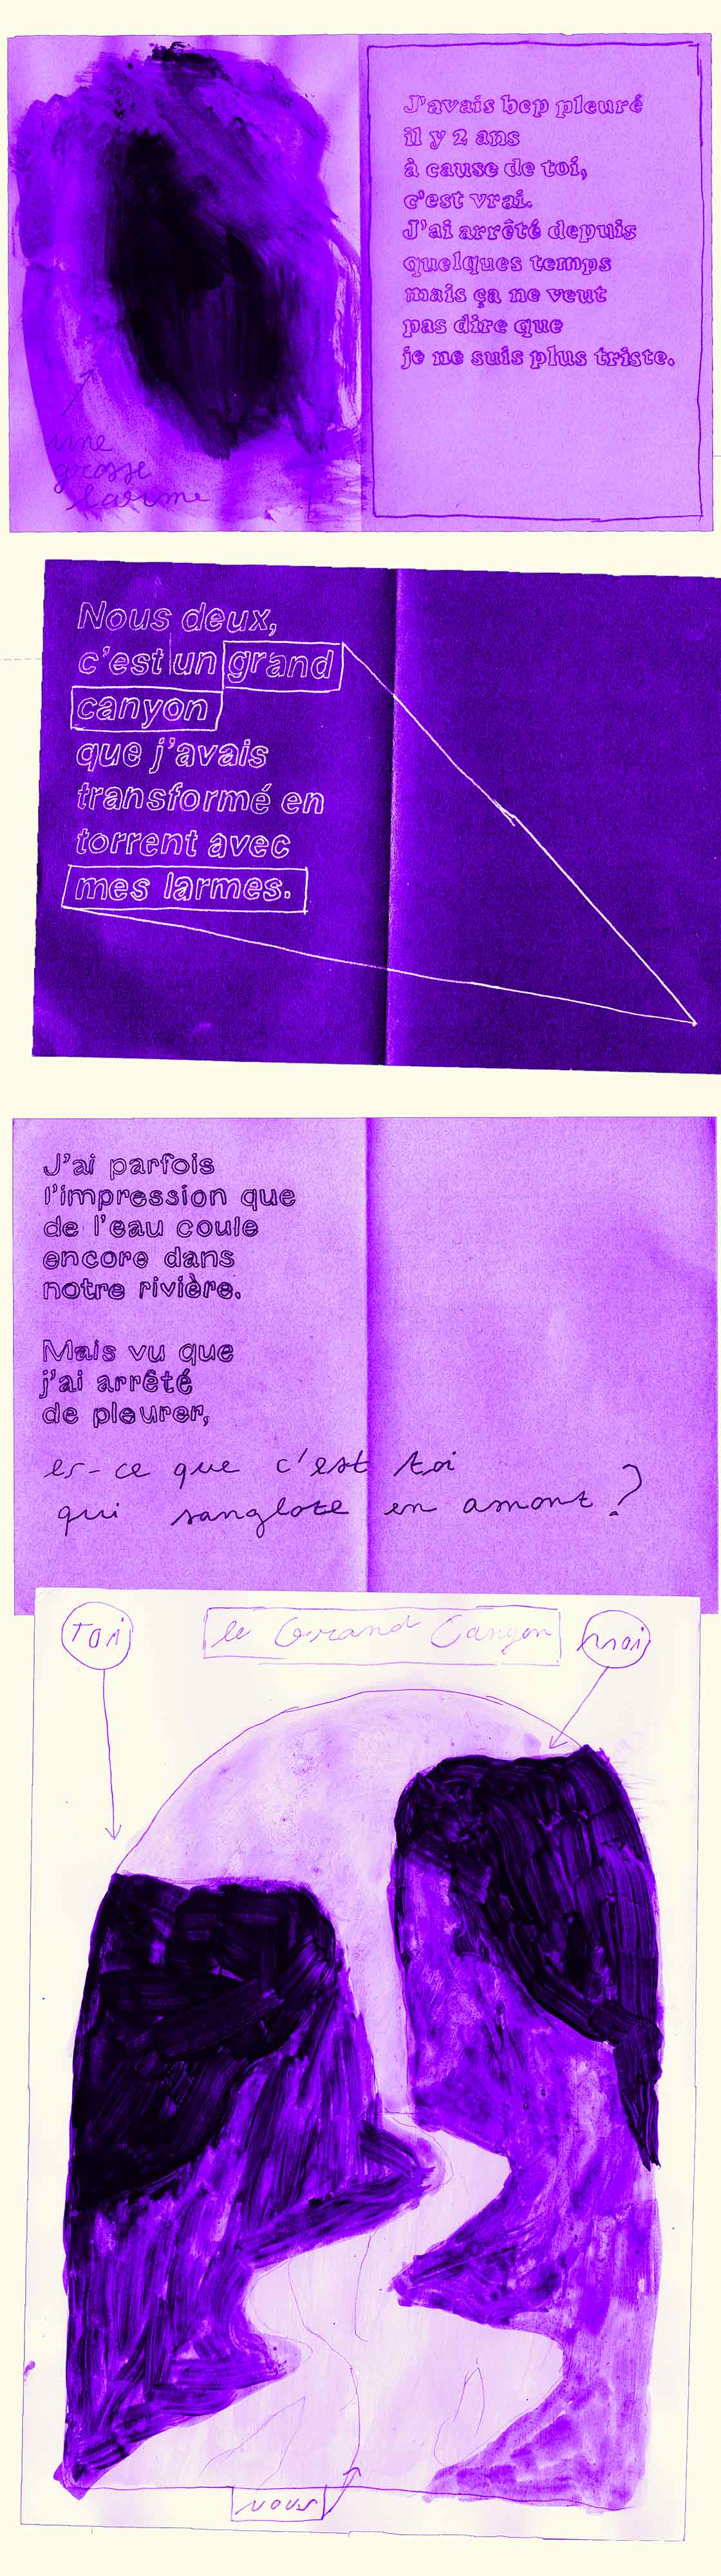 J'avais bcp pleuré
il y 2 ans
à cause de toi,
c'est vrai.
J'ai arrêté depuis
quelques temps
mais ça ne veut
pas dire que
je ne suis plus triste.
une
grosse
larme
Nous deux,
c'est un grand
canyon
que j'avais
transformé en
torrent avec
mes larmes.
J'ai parfois
l'impression que
de l'eau coule
encore dans
notre rivière.
Mais vu que
j'ai arrêté
de pleurer,
es-ce que c'est toi
qui sanglote en amont ?
TOI
le Grand Canyon
moi
nous